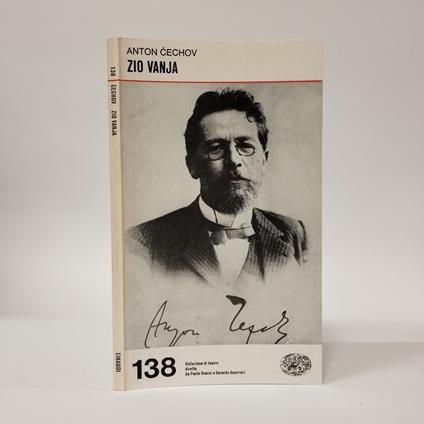 ANTON ČECHOV
ZIO VANJA
138 ČECHOV ZIO VANJA
EINAUDI
138
Collezione di teatro
diretta
da Paolo Grassi e Gerardo Guerrieri